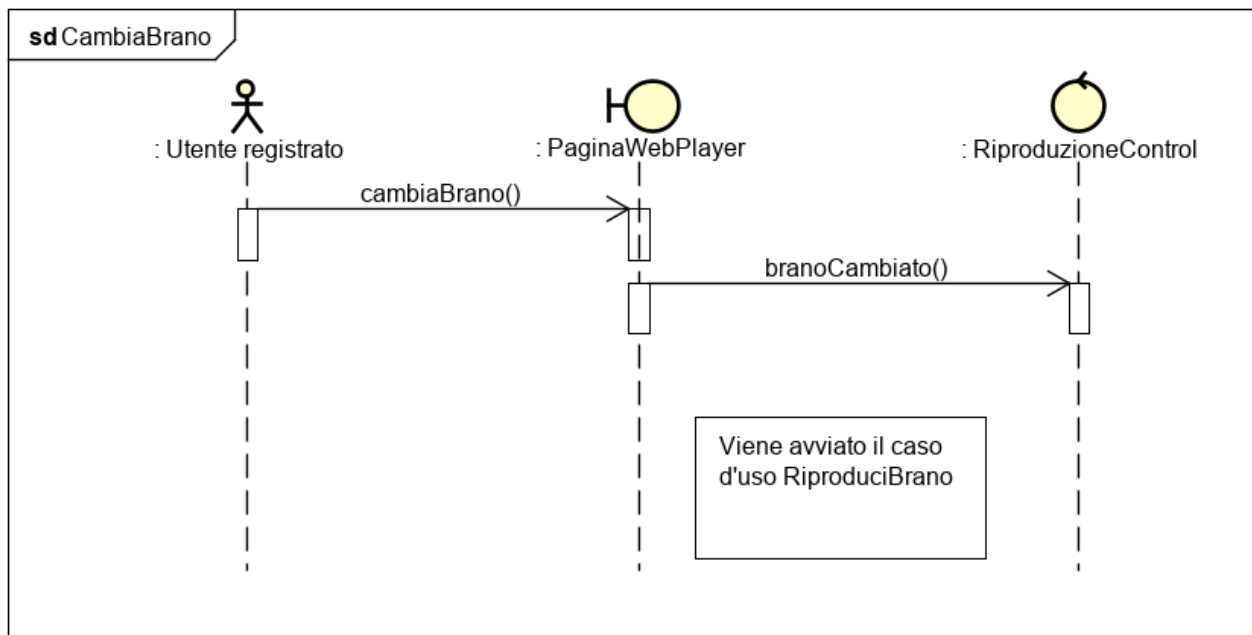 sd CambiaBrano
: Utente registrato
: PaginaWebPlayer
: RiproduzioneControl
cambiaBrano()
branoCambiato()
Viene avviato il caso
d'uso RiproduciBrano